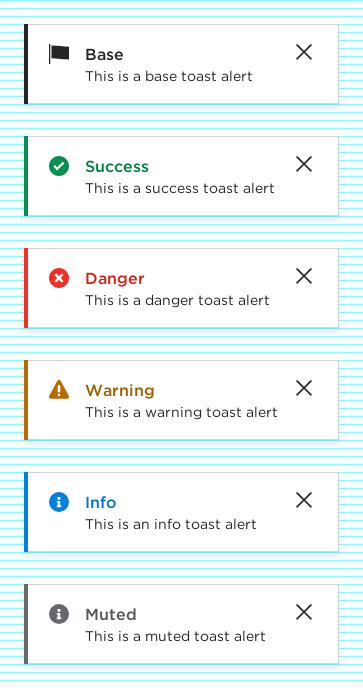 Base
This is a base toast alert
Success
This is a success toast alert
Danger
This is a danger toast alert
Warning
This is a warning toast alert
Info
This is an info toast alert
Muted
This is a muted toast alert